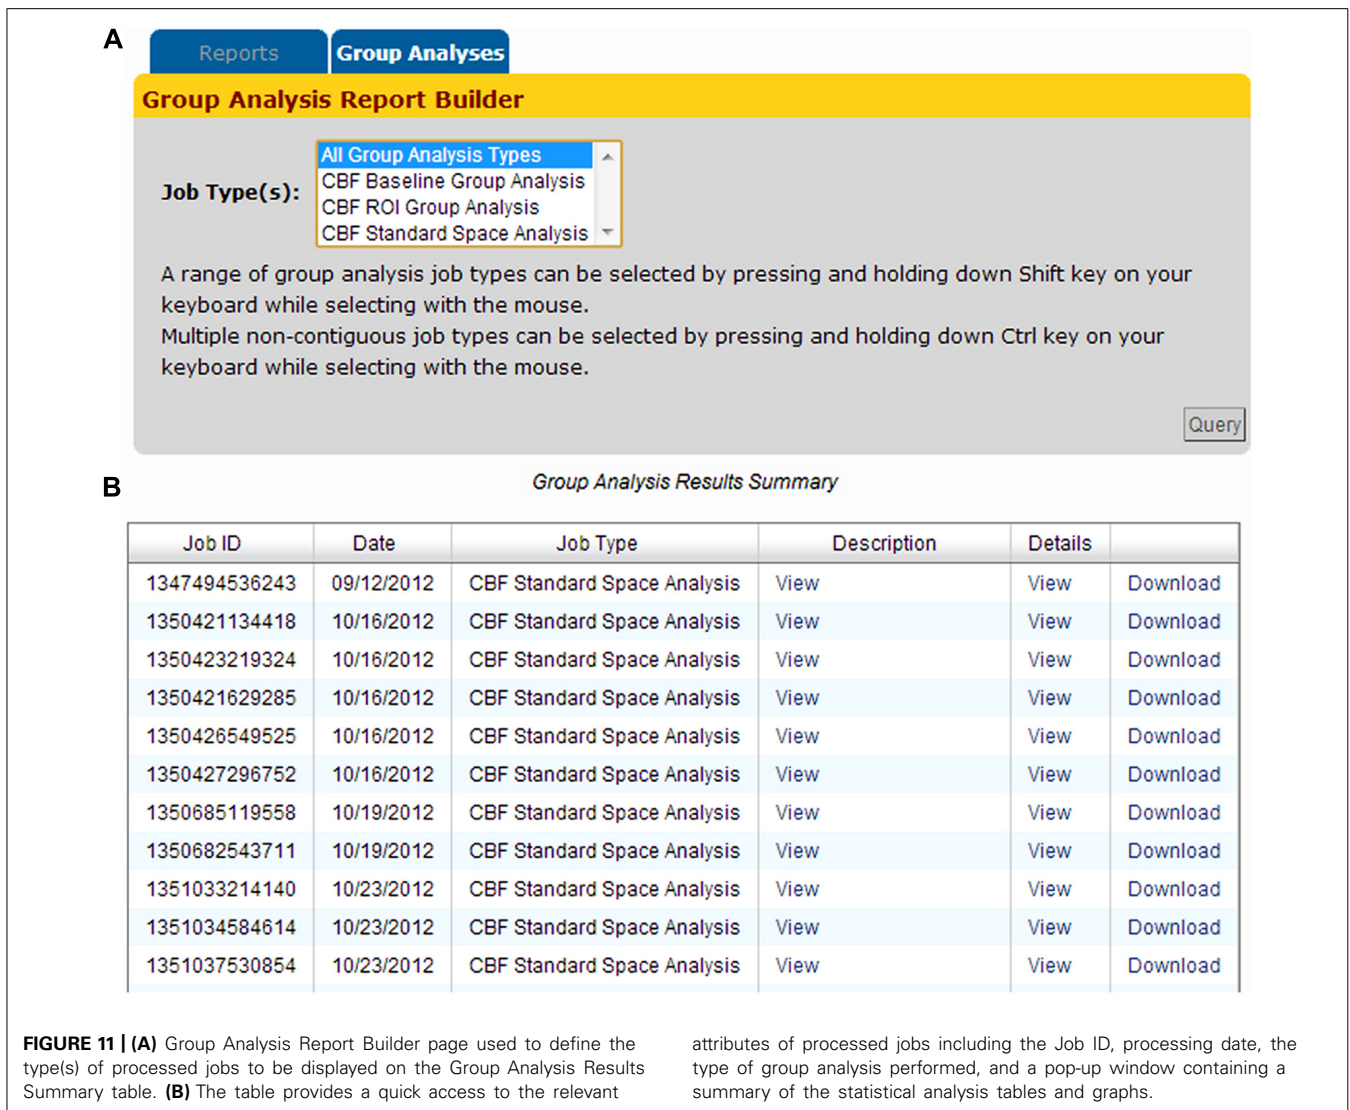 A
Reports
Group Analyses
Group Analysis Report Builder
Job Type(s):
All Group Analysis Types
CBF Baseline Group Analysis
CBF ROI Group Analysis
CBF Standard Space Analysis
A range of group analysis job types can be selected by pressing and holding down Shift key on your
keyboard while selecting with the mouse.
Multiple non-contiguous job types can be selected by pressing and holding down Ctrl key on your
keyboard while selecting with the mouse.
Query
B
Group Analysis Results Summary
Job ID Date Job Type Description Details
1347494536243 09/12/2012 CBF Standard Space Analysis View View Download
1350421134418 10/16/2012 CBF Standard Space Analysis View View Download
1350423219324 10/16/2012 CBF Standard Space Analysis View View Download
1350421629285 10/16/2012 CBF Standard Space Analysis View View Download
1350426549525 10/16/2012 CBF Standard Space Analysis View View Download
1350427296752 10/16/2012 CBF Standard Space Analysis View View Download
1350685119558 10/19/2012 CBF Standard Space Analysis View View Download
1350682543711 10/19/2012 CBF Standard Space Analysis View View Download
1351033214140 10/23/2012 CBF Standard Space Analysis View View Download
1351034584614 10/23/2012 CBF Standard Space Analysis View View Download
1351037530854 10/23/2012 CBF Standard Space Analysis View View Download
FIGURE 11 | (A) Group Analysis Report Builder page used to define the
type(s) of processed jobs to be displayed on the Group Analysis Results
Summary table. (B) The table provides a quick access to the relevant
attributes of processed jobs including the Job ID, processing date, the
type of group analysis performed, and a pop-up window containing a
summary of the statistical analysis tables and graphs.